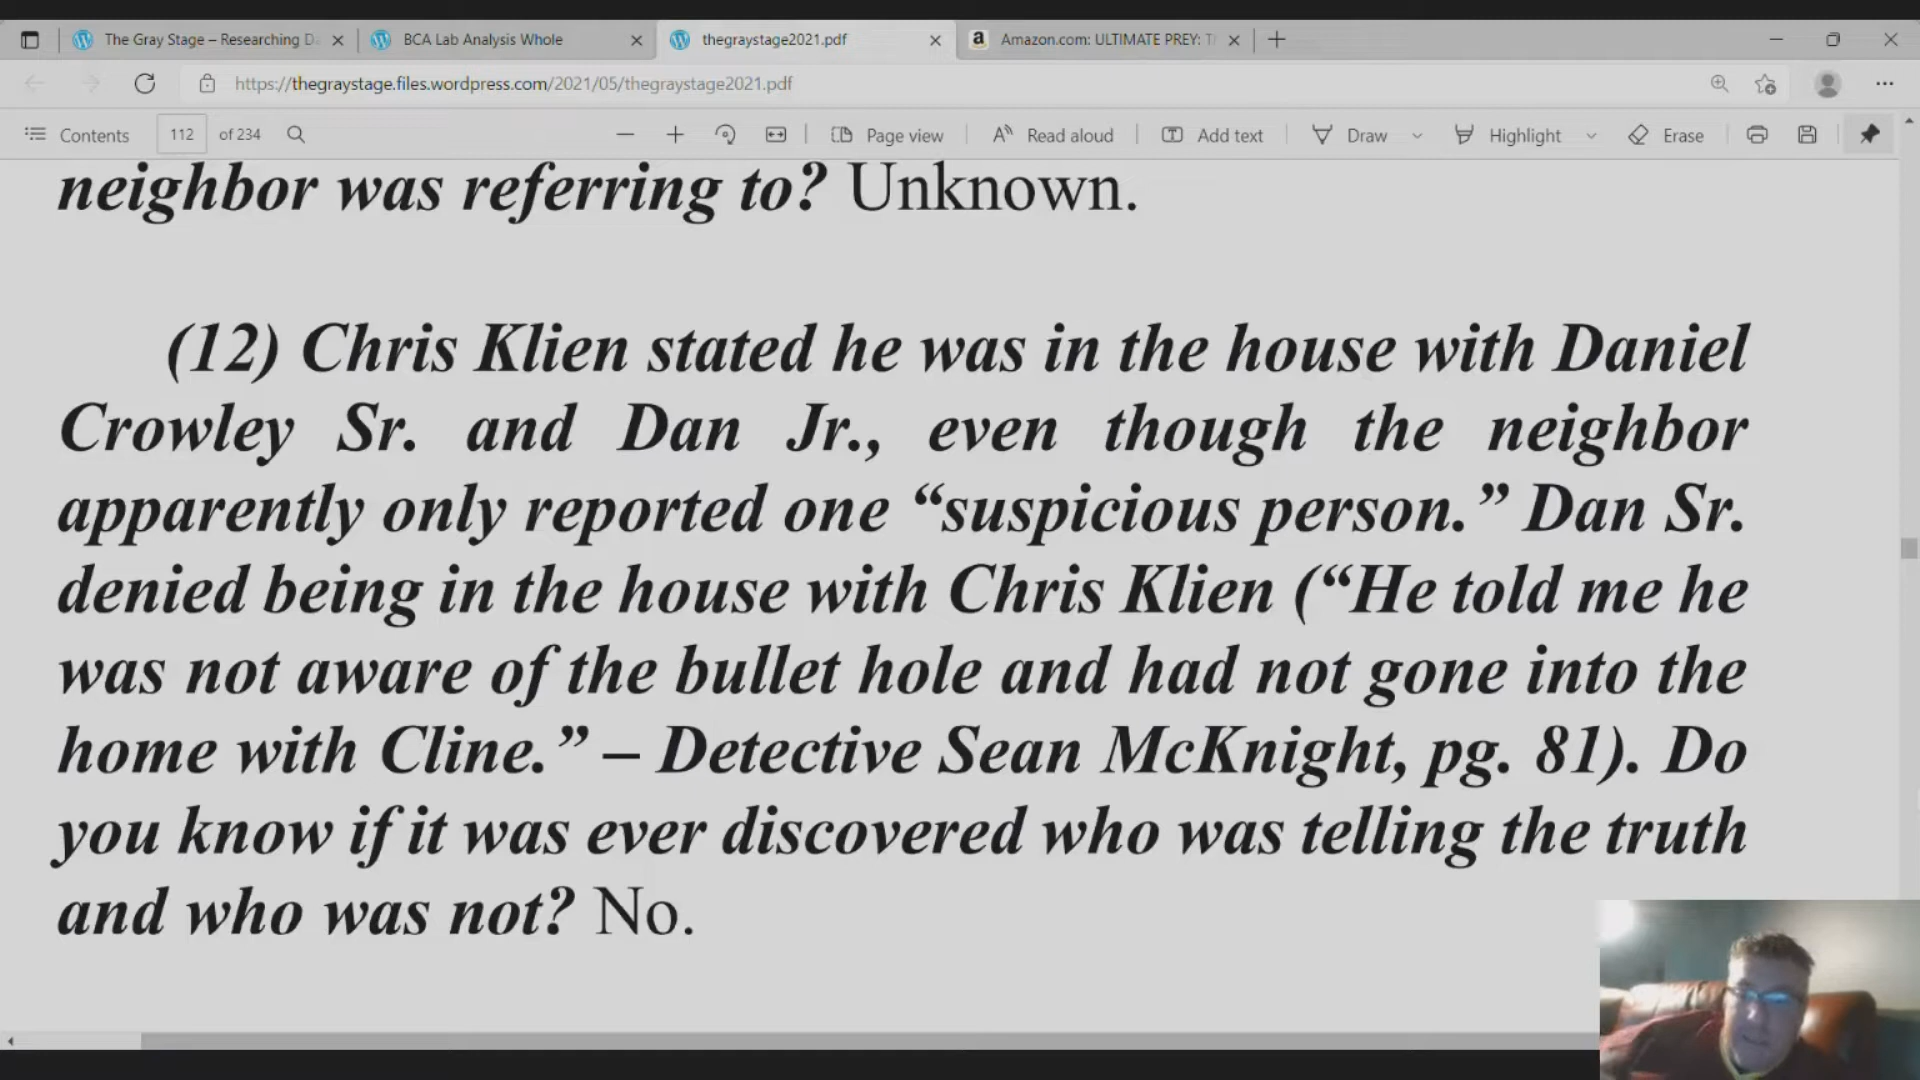 The Gray Stage – Researching D
BCA Lab Analysis Whole
thegraystage2021.pdf
Amazon.com: ULTIMATE PREY:
https://thegraystage.files.wordpress.com/2021/05/thegraystage2021.pdf
Contents
112
of 234
Page view
Read aloud
Add text
Draw
Highlight
Erase
neighbor was referring to? Unknown.
(12) Chris Klien stated he was in the house with Daniel
Crowley Sr. and Dan Jr., even though the neighbor
apparently only reported one “suspicious person.” Dan Sr.
denied being in the house with Chris Klien (“He told me he
was not aware of the bullet hole and had not gone into the
home with Cline.” – Detective Sean McKnight, pg. 81). Do
you know if it was ever discovered who was telling the truth
and who was not? No.